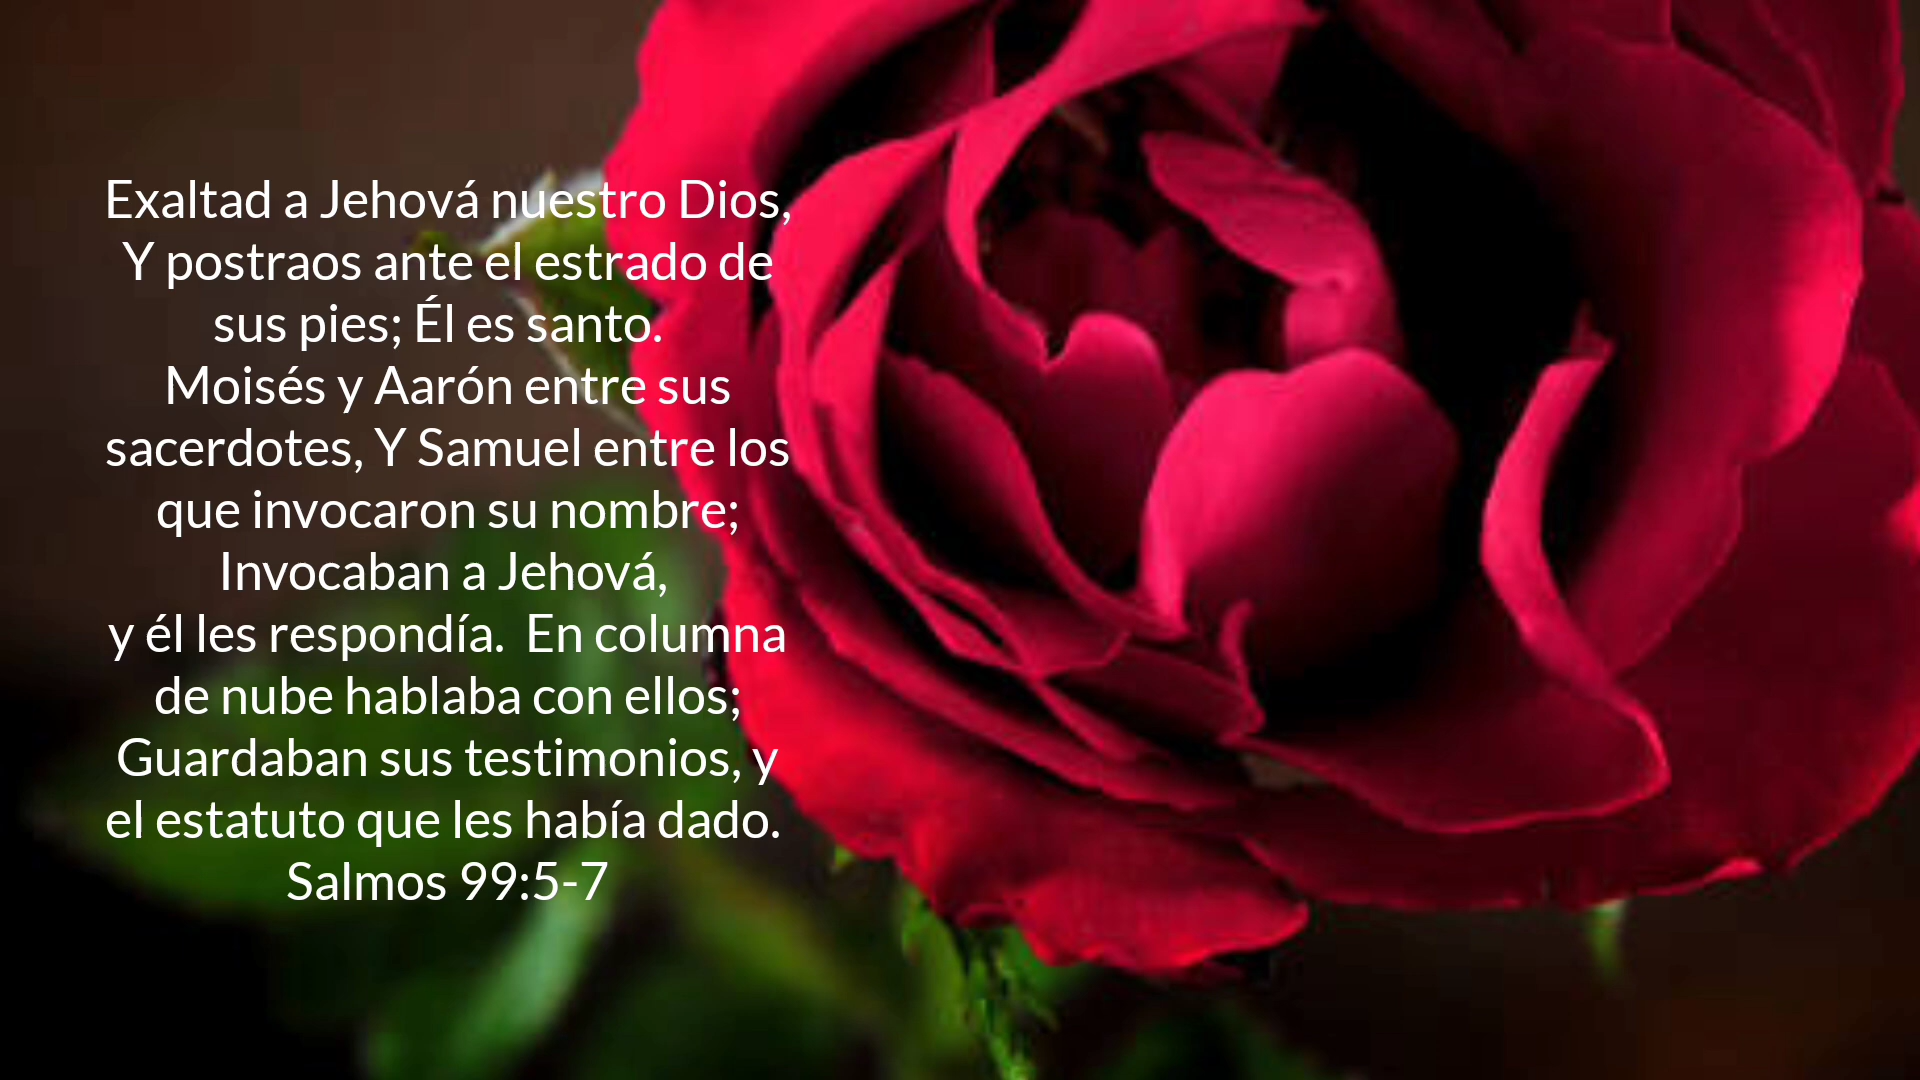 Exaltad a Jehová nuestro Dios,
Y postraos ante el estrado de
sus pies; Él es santo.
Moisés y Aarón entre sus
sacerdotes, Y Samuel entre los
que invocaron su nombre;
Invocaban a Jehová,
y él les respondía.  En columna
de nube hablaba con ellos;
Guardaban sus testimonios, y
el estatuto que les había dado.
Salmos 99:5-7